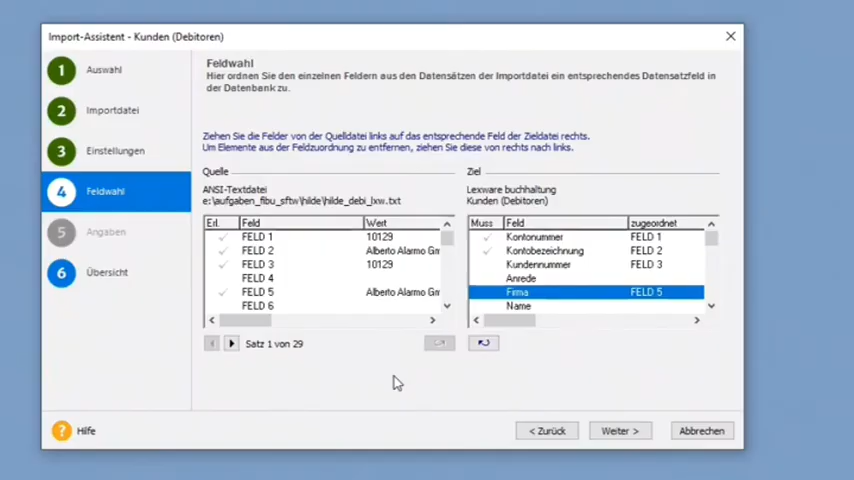 Import-Assistent - Kunden (Debitoren)
1 Auswahl
2 Importdatei
3 Einstellungen
4 Feldwahl
5 Angaben
6 Übersicht
Feldwahl
Hier ordnen Sie den einzelnen Feldern aus den Datensätzen der Importdatei ein entsprechendes Datensatzfeld in
der Datenbank zu.
Ziehen Sie die Felder von der Quelldatei links auf das entsprechende Feld der Zieldatei rechts.
Um Elemente aus der Feldzuordnung zu entfernen, ziehen Sie diese von rechts nach links.
Quelle
ANSI-Textdatei
e:\aufgaben_fibu_sftw\hilde\hilde_debi_lxw.txt
Erl. Feld Wert
FELD 1 10129
FELD 2 Alberto Alarmo Gm
FELD 3 10129
FELD 4
FELD 5 Alberto Alarmo Gm
FELD 6
Satz 1 von 29
Ziel
Lexware buchhaltung
Kunden (Debitoren)
Muss Feld zugeordnet
Kontonummer FELD 1
Kontobezeichnung FELD 2
Kundennummer FELD 3
Anrede
Firma FELD 5
Name
? Hilfe
< Zurück
Weiter >
Abbrechen